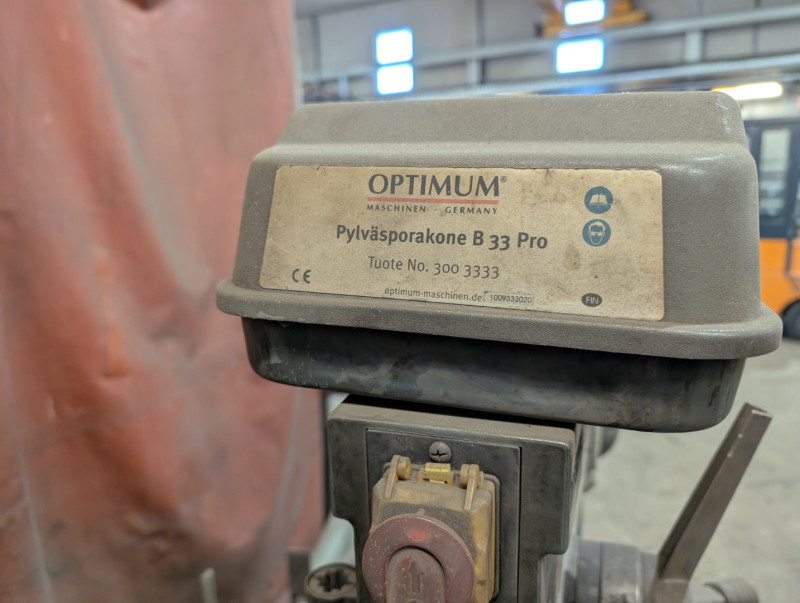 OPTIMUM®
MASCHINEN - GERMANY
Pylväsporakone B 33 Pro
Tuote No. 300 3333
CE
optimum-maschinen.de 1009333020
FIN